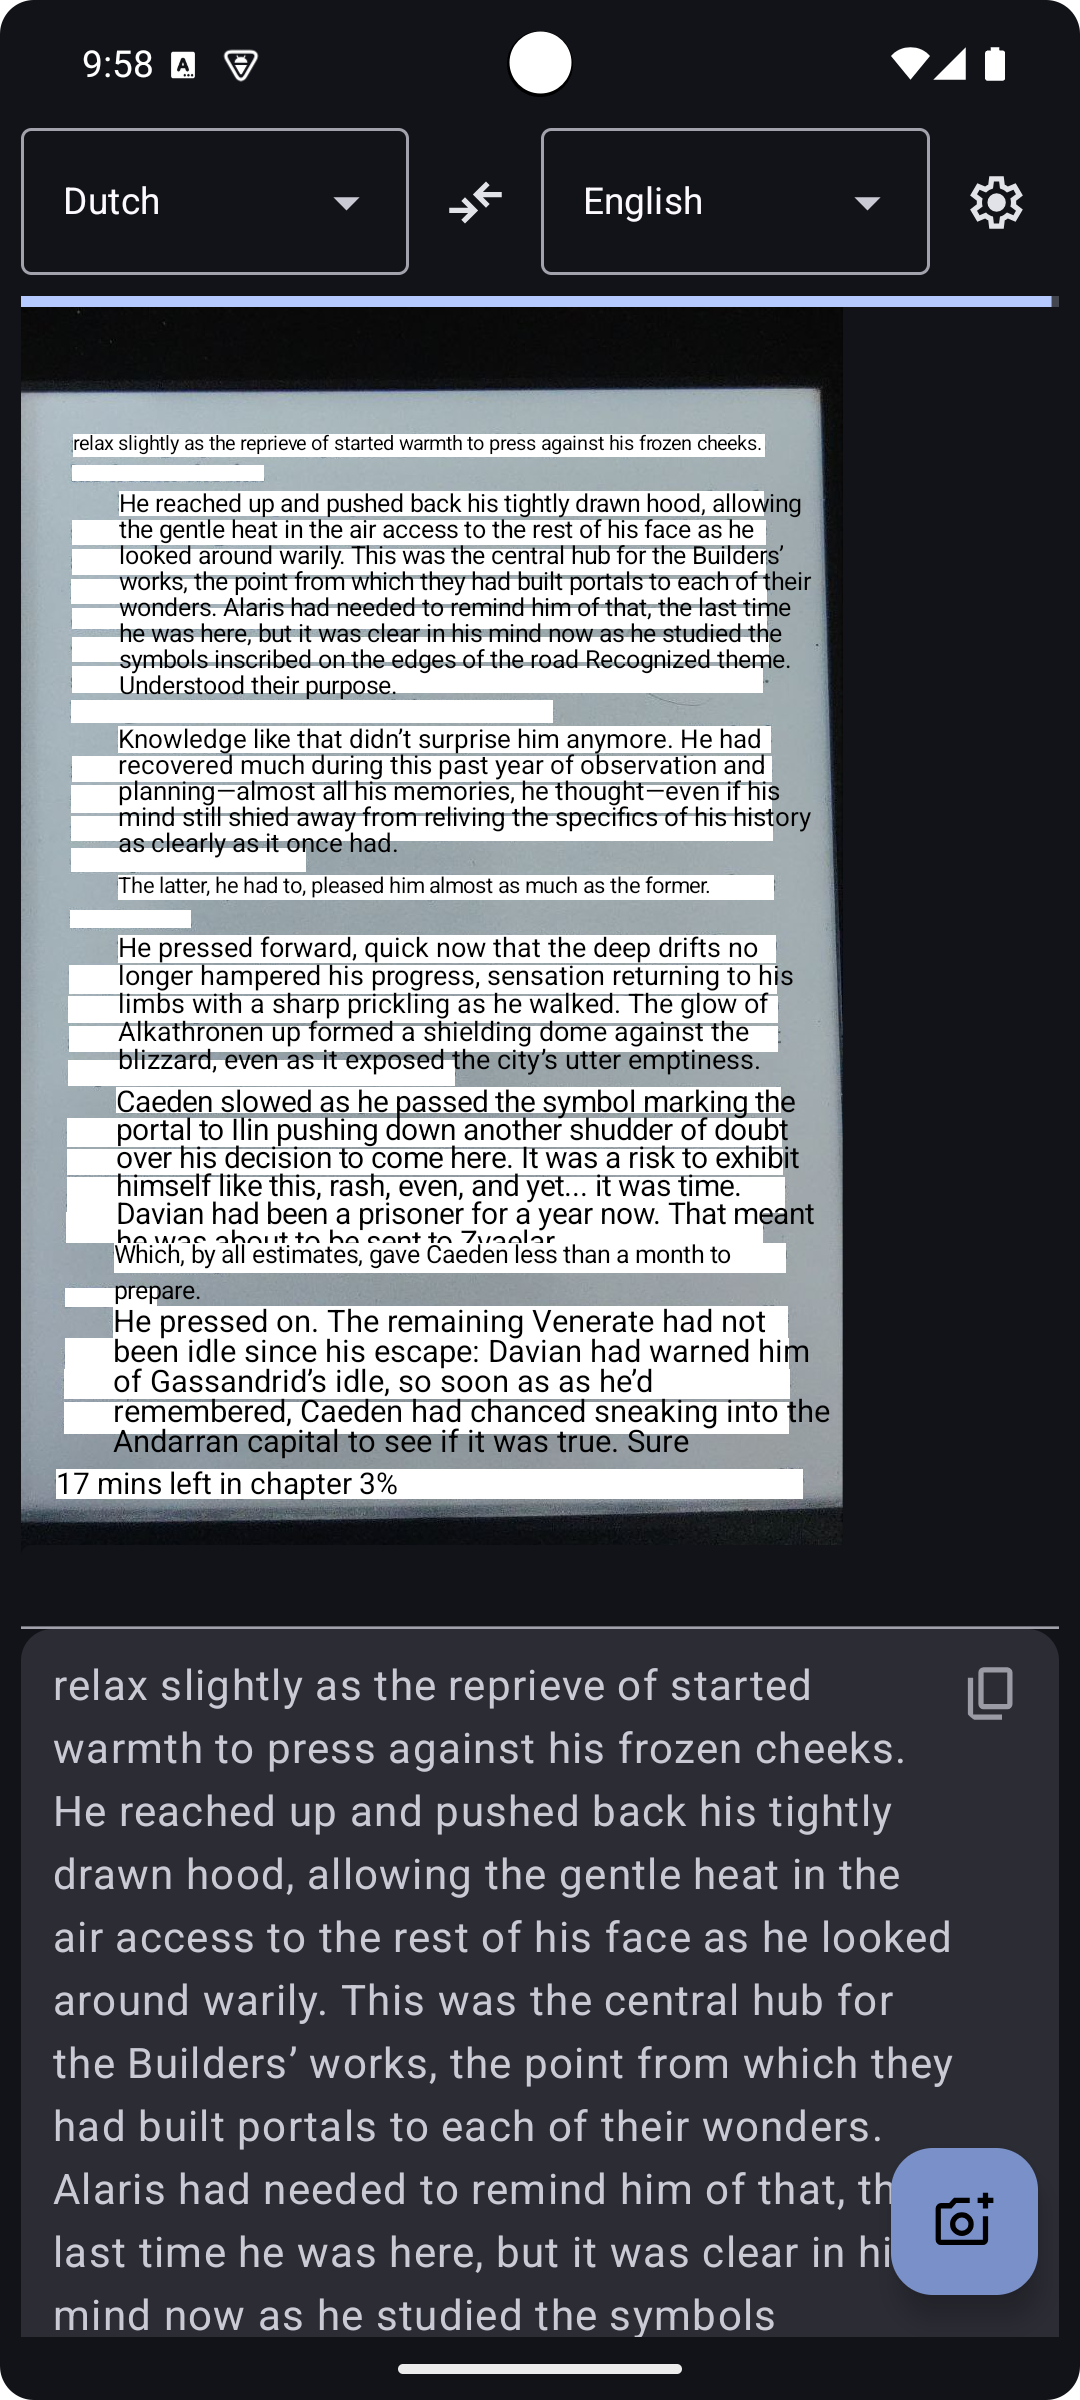 9:58
Dutch
English
relax slightly as the reprieve of started warmth to press against his frozen cheeks.
He reached up and pushed back his tightly drawn hood, allowing
the gentle heat in the air access to the rest of his face as he
looked around warily. This was the central hub for the Builders’
works, the point from which they had built portals to each of their
wonders. Alaris had needed to remind him of that, the last time
he was here, but it was clear in his mind now as he studied the
symbols inscribed on the edges of the road Recognized theme.
Understood their purpose.
Knowledge like that didn’t surprise him anymore. He had
recovered much during this past year of observation and
planning—almost all his memories, he thought—even if his
mind still shied away from reliving the specifics of his history
as clearly as it once had.
The latter, he had to, pleased him almost as much as the former.
He pressed forward, quick now that the deep drifts no
longer hampered his progress, sensation returning to his
limbs with a sharp prickling as he walked. The glow of
Alkathronen up formed a shielding dome against the
blizzard, even as it exposed the city’s utter emptiness.
Caeden slowed as he passed the symbol marking the
portal to Ilin pushing down another shudder of doubt
over his decision to come here. It was a risk to exhibit
himself like this, rash, even, and yet... it was time.
Davian had been a prisoner for a year now. That meant
he was about to be sent to Zvaelar
Which, by all estimates, gave Caeden less than a month to
prepare.
He pressed on. The remaining Venerate had not
been idle since his escape: Davian had warned him
of Gassandrid’s idle, so soon as as he’d
remembered, Caeden had chanced sneaking into the
Andarran capital to see if it was true. Sure
17 mins left in chapter 3%
relax slightly as the reprieve of started
warmth to press against his frozen cheeks.
He reached up and pushed back his tightly
drawn hood, allowing the gentle heat in the
air access to the rest of his face as he looked
around warily. This was the central hub for
the Builders’ works, the point from which they
had built portals to each of their wonders.
Alaris had needed to remind him of that, th
last time he was here, but it was clear in hi
mind now as he studied the symbols